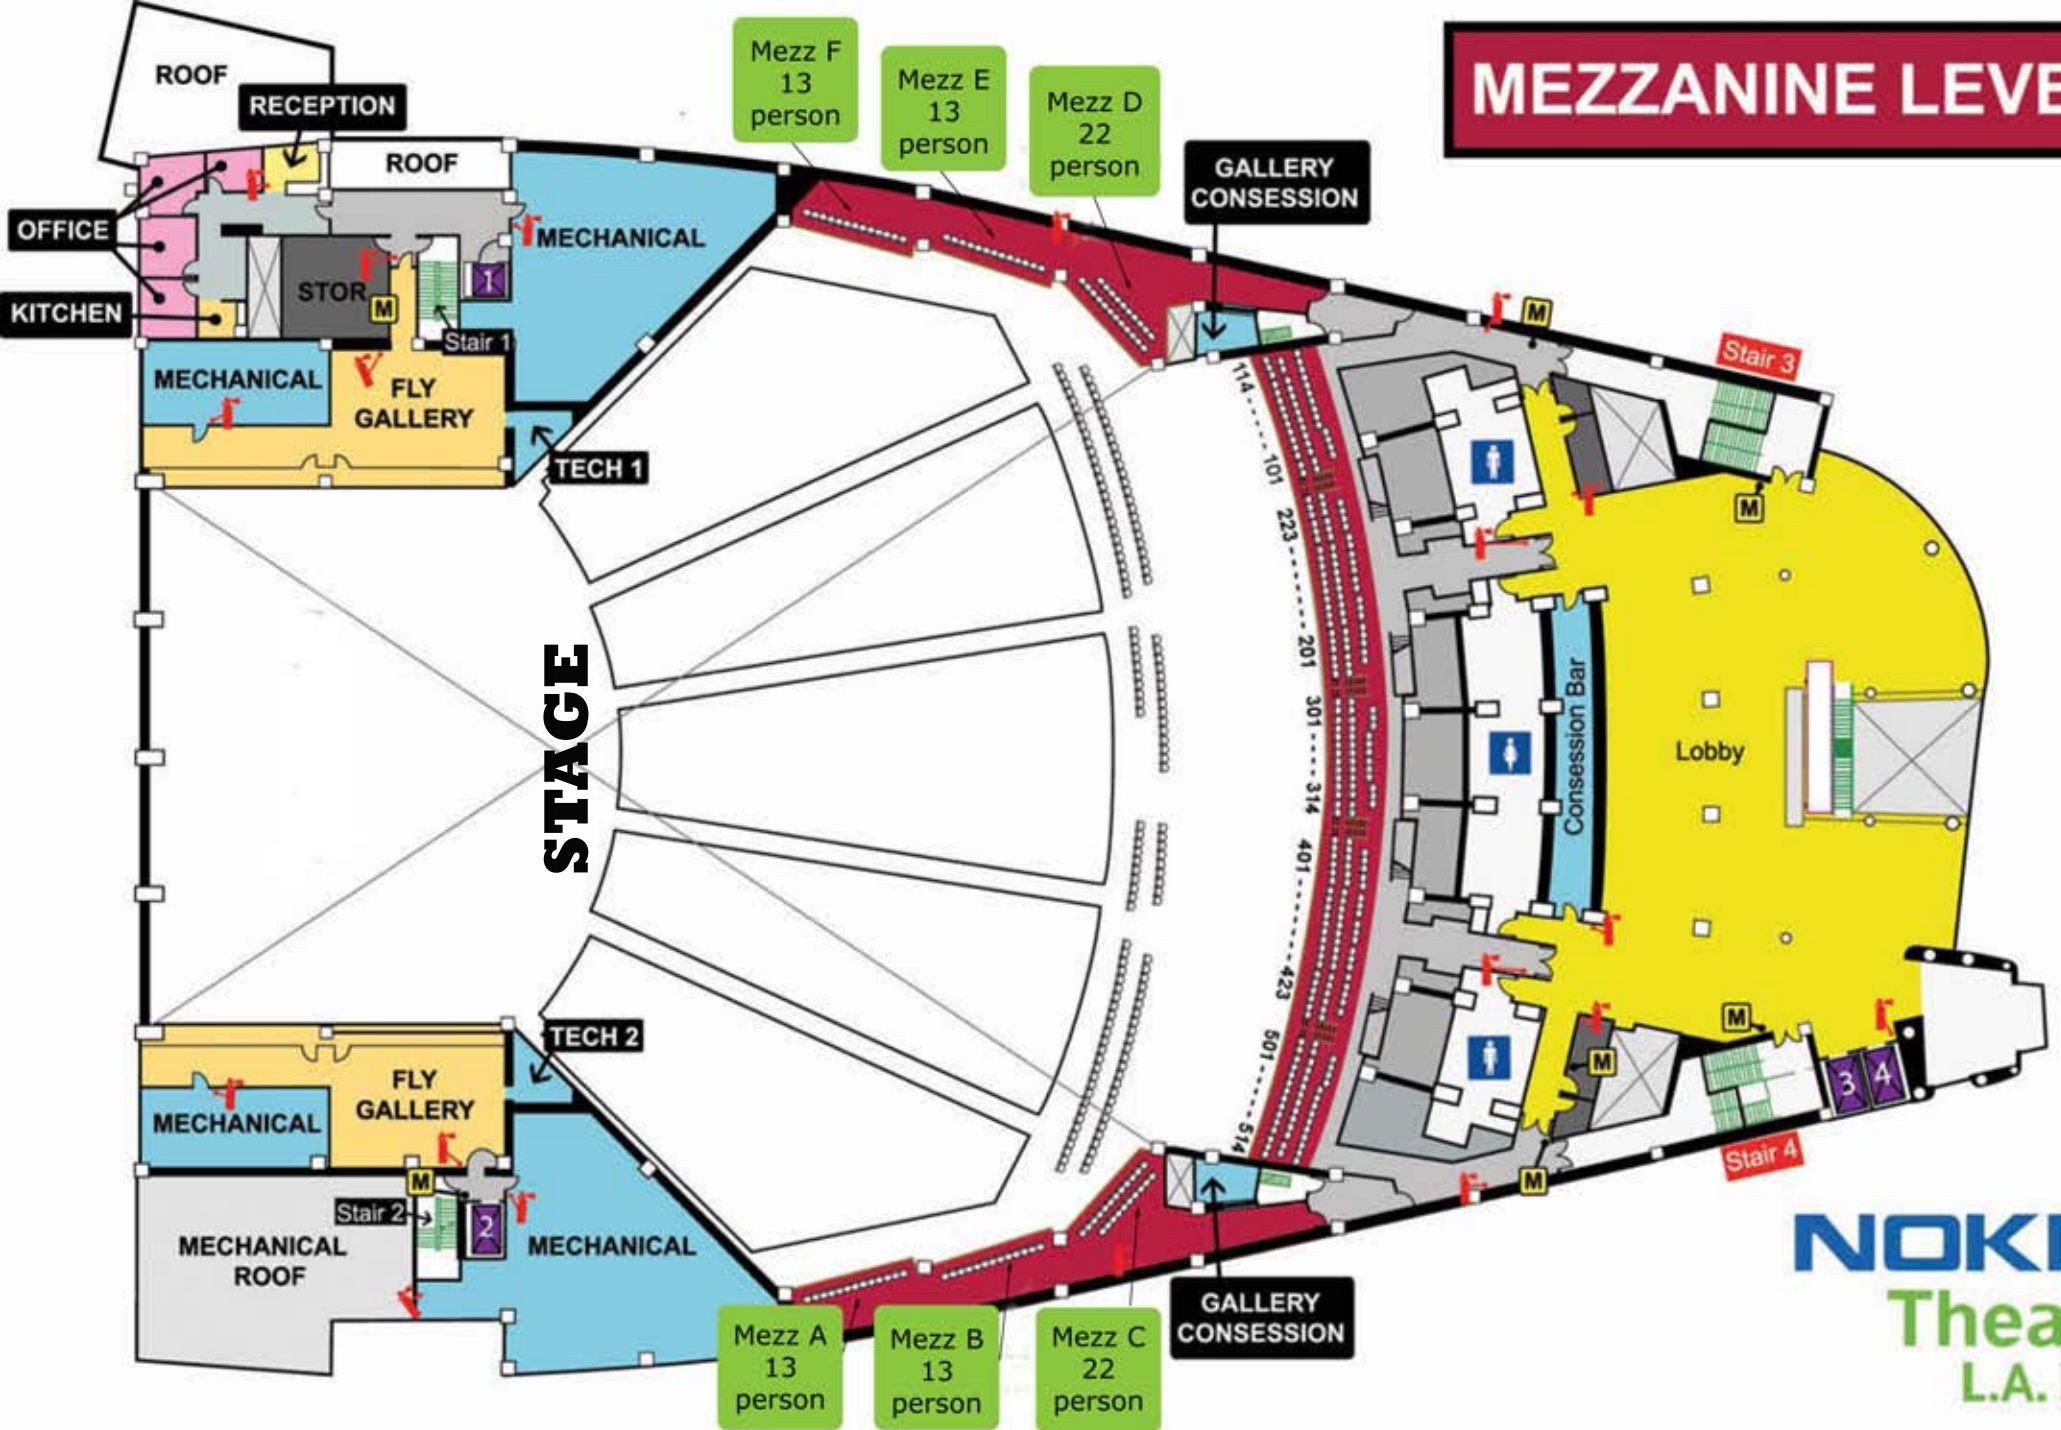 MEZZANINE LEVE
ROOF
RECEPTION
ROOF
OFFICE
KITCHEN
STOR
M
1
Stair 1
MECHANICAL
MECHANICAL
FLY
GALLERY
TECH 1
Mezz F
13
person
Mezz E
13
person
Mezz D
22
person
GALLERY
CONSESSION
M
Stair 3
M
114
101
223
201
301
314
401
423
501
514
STAGE
Consession Bar
Lobby
TECH 2
FLY
GALLERY
MECHANICAL
M
Stair 2
2
MECHANICAL
MECHANICAL
ROOF
Mezz A
13
person
Mezz B
13
person
Mezz C
22
person
GALLERY
CONSESSION
M
M
M
3
4
Stair 4
NOKI
Thea
L.A.